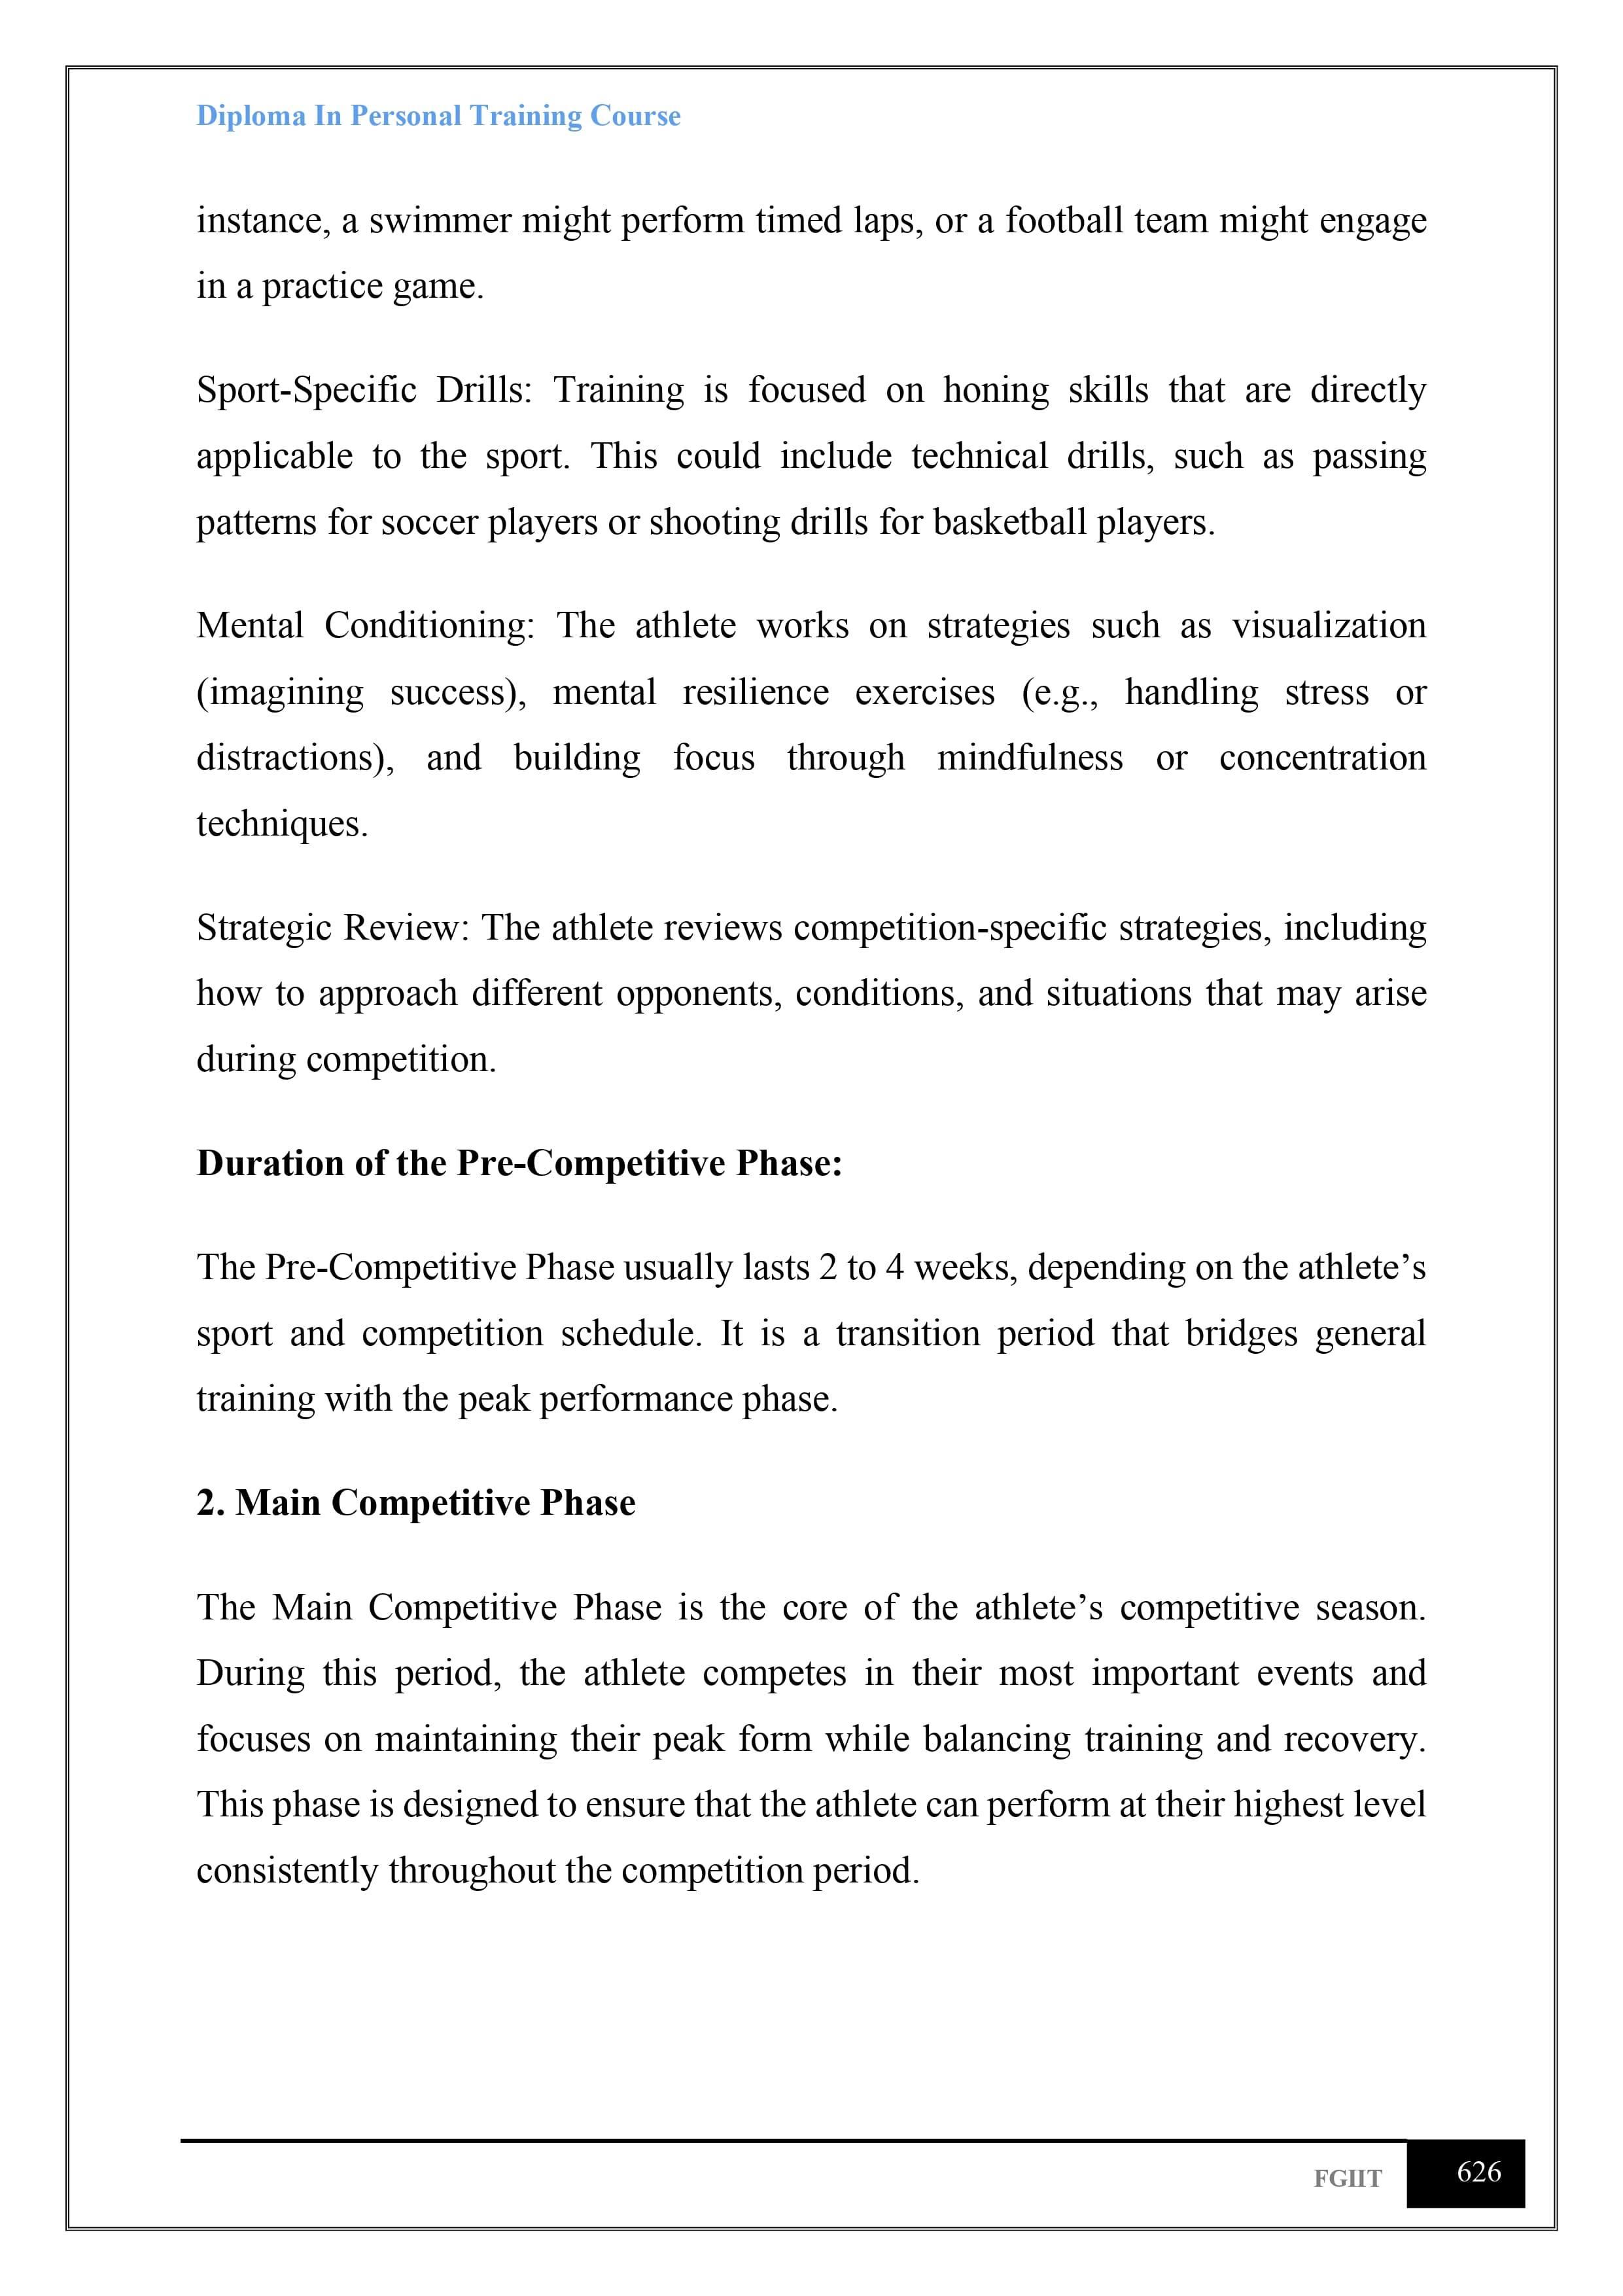 Diploma In Personal Training Course
instance, a swimmer might perform timed laps, or a football team might engage
in a practice game.
Sport-Specific Drills: Training is focused on honing skills that are directly
applicable to the sport. This could include technical drills, such as passing
patterns for soccer players or shooting drills for basketball players.
Mental Conditioning: The athlete works on strategies such as visualization
(imagining success), mental resilience exercises (e.g., handling stress or
distractions), and building focus through mindfulness or concentration
techniques.
Strategic Review: The athlete reviews competition-specific strategies, including
how to approach different opponents, conditions, and situations that may arise
during competition.
Duration of the Pre-Competitive Phase:
The Pre-Competitive Phase usually lasts 2 to 4 weeks, depending on the athlete’s
sport and competition schedule. It is a transition period that bridges general
training with the peak performance phase.
2. Main Competitive Phase
The Main Competitive Phase is the core of the athlete’s competitive season.
During this period, the athlete competes in their most important events and
focuses on maintaining their peak form while balancing training and recovery.
This phase is designed to ensure that the athlete can perform at their highest level
consistently throughout the competition period.
FGIIT 626